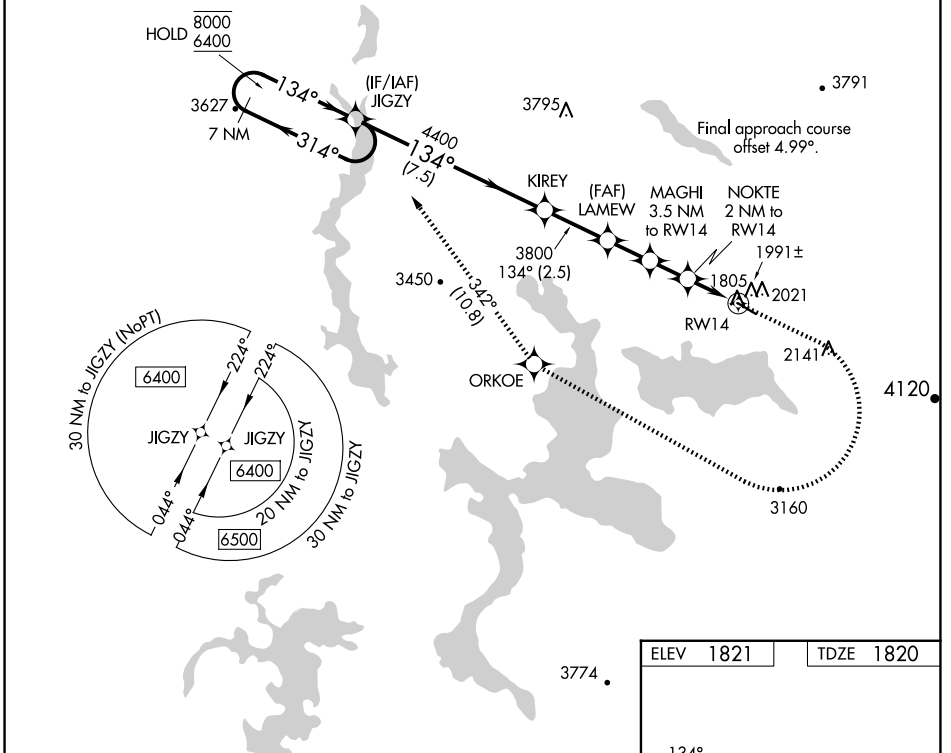 HOLD 8000
6400
134°
(IF/IAF)
JIGZY
3627
7 NM
314°
4400
134°
(7.5)
3795
3791
Final approach course
offset 4.99°.
KIREY
(FAF)
LAMEW
MAGHI
3.5 NM
to RW14
NOKTE
2 NM to
RW14
3800
134° (2.5)
1991±
1805
2021
RW14
3450
342°
(10.8)
ORKOE
2141
4120
3160
30 NM to JIGZY (NoPT)
6400
224°
224°
JIGZY
JIGZY
6400
044°
044°
20 NM to JIGZY
30 NM to JIGZY
6500
3774
ELEV 1821
TDZE 1820
134°